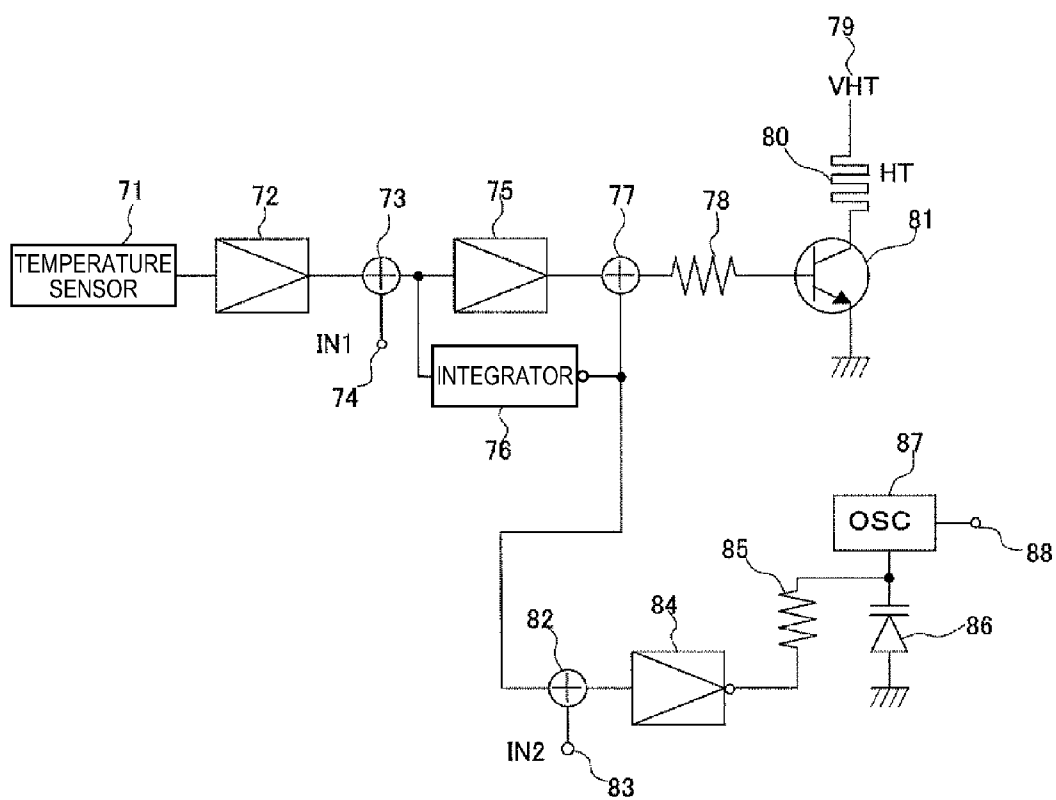 79
VHT
80
HT
71
72
73
75
77
78
81
TEMPERATURE
SENSOR
IN1
74
INTEGRATOR
76
87
OSC
88
85
82
84
86
IN2
83